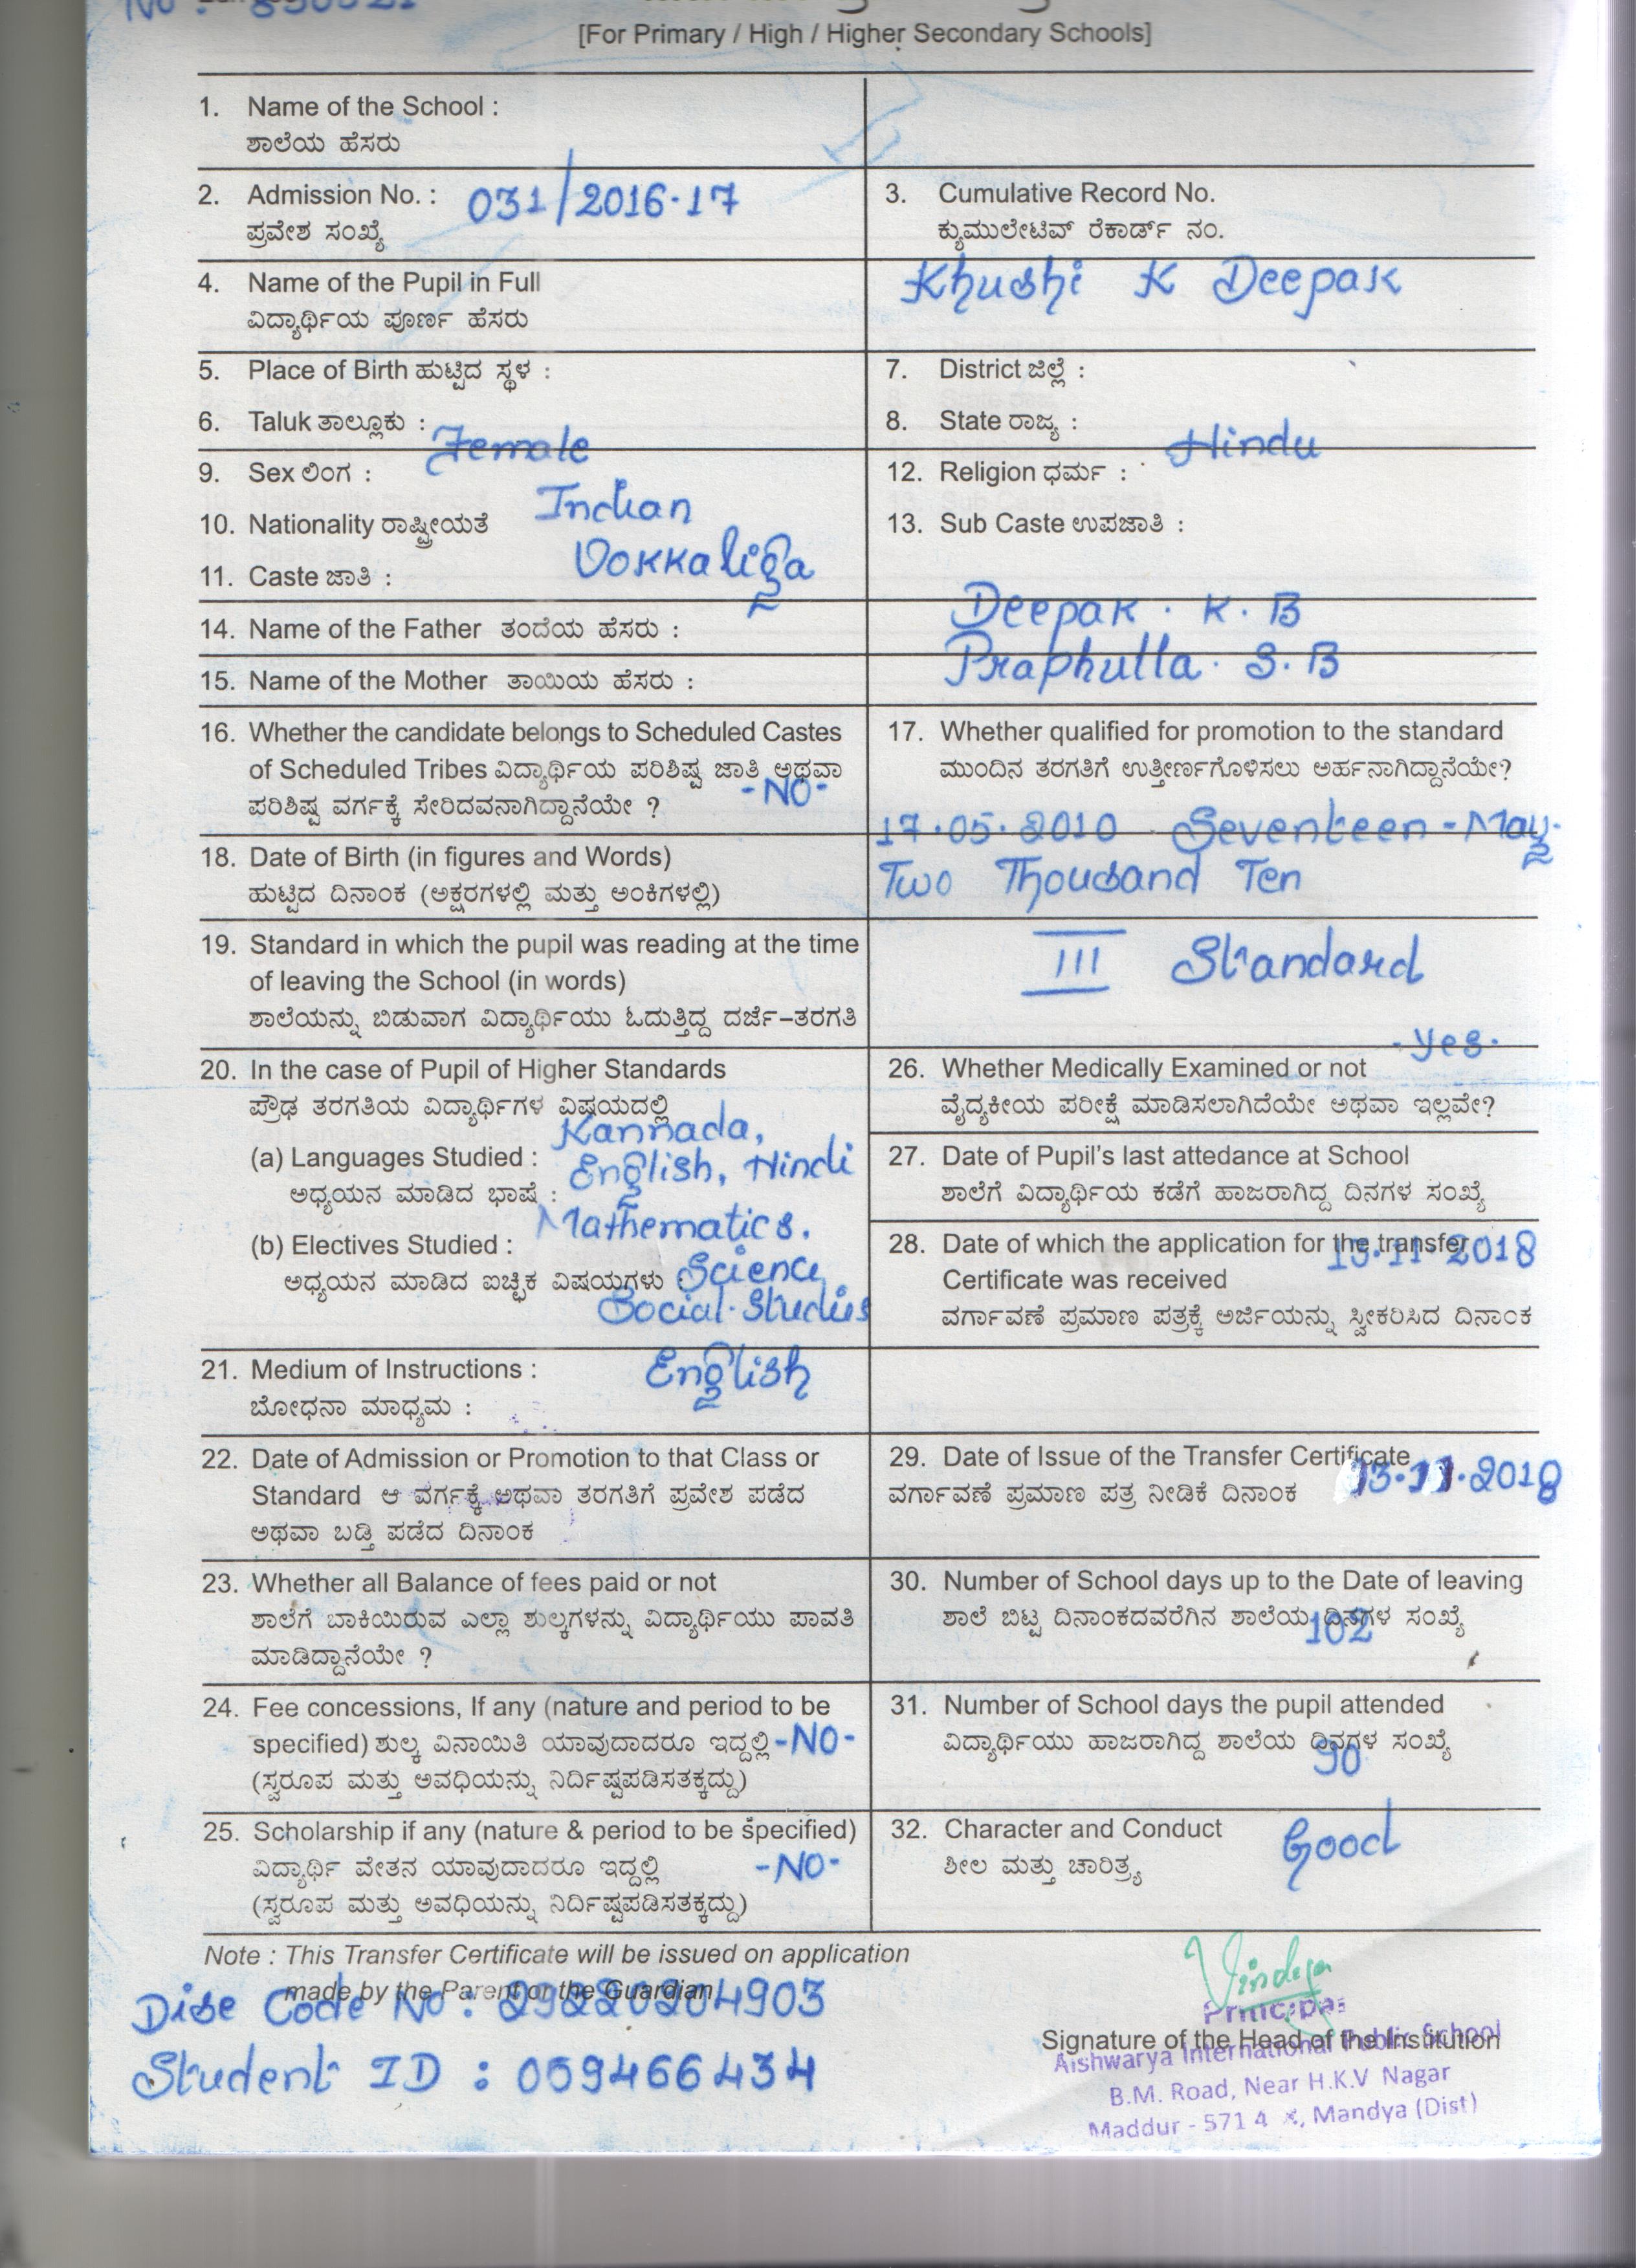 [For Primary / High / Higher Secondary Schools]
1. Name of the School :
ಶಾಲೆಯ ಹೆಸರು
2. Admission No. : 031/2016-17
ಪ್ರವೇಶ ಸಂಖ್ಯೆ
3. Cumulative Record No.
ಕ್ಯುಮುಲೇಟಿವ್ ರೆಕಾರ್ಡ್ ನಂ.
4. Name of the Pupil in Full
ವಿದ್ಯಾರ್ಥಿಯ ಪೂರ್ಣ ಹೆಸರು
Khushi K Deepak
5. Place of Birth ಹುಟ್ಟಿದ ಸ್ಥಳ :
7. District ಜಿಲ್ಲೆ :
6. Taluk ತಾಲ್ಲೂಕು :
8. State ರಾಜ್ಯ :
9. Sex ಲಿಂಗ : Female
12. Religion ಧರ್ಮ : Hindu
10. Nationality ರಾಷ್ಟ್ರೀಯತೆ Indian
13. Sub Caste ಉಪಜಾತಿ :
11. Caste ಜಾತಿ : Vokkaliga
14. Name of the Father ತಂದೆಯ ಹೆಸರು : Deepak. K. B
15. Name of the Mother ತಾಯಿಯ ಹೆಸರು : Praphulla. S. B
16. Whether the candidate belongs to Scheduled Castes
of Scheduled Tribes ವಿದ್ಯಾರ್ಥಿಯ ಪರಿಶಿಷ್ಟ ಜಾತಿ ಅಥವಾ
ಪರಿಶಿಷ್ಟ ವರ್ಗಕ್ಕೆ ಸೇರಿದವನಾಗಿದ್ದಾನೆಯೇ ? -NO-
17. Whether qualified for promotion to the standard
ಮುಂದಿನ ತರಗತಿಗೆ ಉತ್ತೀರ್ಣಗೊಳಿಸಲು ಅರ್ಹನಾಗಿದ್ದಾನೆಯೇ?
18. Date of Birth (in figures and Words)
ಹುಟ್ಟಿದ ದಿನಾಂಕ (ಅಕ್ಷರಗಳಲ್ಲಿ ಮತ್ತು ಅಂಕಿಗಳಲ್ಲಿ)
17.05.2010 Seventeen-May-
Two Thousand Ten
19. Standard in which the pupil was reading at the time
of leaving the School (in words)
ಶಾಲೆಯನ್ನು ಬಿಡುವಾಗ ವಿದ್ಯಾರ್ಥಿಯು ಓದುತ್ತಿದ್ದ ದರ್ಜೆ-ತರಗತಿ
III Standard
20. In the case of Pupil of Higher Standards
ಪ್ರೌಢ ತರಗತಿಯ ವಿದ್ಯಾರ್ಥಿಗಳ ವಿಷಯದಲ್ಲಿ
Kannada,
(a) Languages Studied : English, Hindi
ಅಧ್ಯಯನ ಮಾಡಿದ ಭಾಷೆ :
Mathematics.
(b) Electives Studied :
ಅಧ್ಯಯನ ಮಾಡಿದ ಐಚ್ಛಿಕ ವಿಷಯಗಳು : Science
Social-Studies
-Yes-
26. Whether Medically Examined or not
ವೈದ್ಯಕೀಯ ಪರೀಕ್ಷೆ ಮಾಡಿಸಲಾಗಿದೆಯೇ ಅಥವಾ ಇಲ್ಲವೇ?
27. Date of Pupil's last attedance at School
ಶಾಲೆಗೆ ವಿದ್ಯಾರ್ಥಿಯ ಕಡೆಗೆ ಹಾಜರಾಗಿದ್ದ ದಿನಗಳ ಸಂಖ್ಯೆ
28. Date of which the application for the transfer 13-11-2018
Certificate was received
ವರ್ಗಾವಣೆ ಪ್ರಮಾಣ ಪತ್ರಕ್ಕೆ ಅರ್ಜಿಯನ್ನು ಸ್ವೀಕರಿಸಿದ ದಿನಾಂಕ
21. Medium of Instructions : English
ಬೋಧನಾ ಮಾಧ್ಯಮ :
22. Date of Admission or Promotion to that Class or
Standard ಆ ವರ್ಗಕ್ಕೆ ಅಥವಾ ತರಗತಿಗೆ ಪ್ರವೇಶ ಪಡೆದ
ಅಥವಾ ಬಡ್ತಿ ಪಡೆದ ದಿನಾಂಕ
29. Date of Issue of the Transfer Certificate
ವರ್ಗಾವಣೆ ಪ್ರಮಾಣ ಪತ್ರ ನೀಡಿಕೆ ದಿನಾಂಕ 13.11.2018
23. Whether all Balance of fees paid or not
ಶಾಲೆಗೆ ಬಾಕಿಯಿರುವ ಎಲ್ಲಾ ಶುಲ್ಕಗಳನ್ನು ವಿದ್ಯಾರ್ಥಿಯು ಪಾವತಿ
ಮಾಡಿದ್ದಾನೆಯೇ ?
30. Number of School days up to the Date of leaving
ಶಾಲೆ ಬಿಟ್ಟ ದಿನಾಂಕದವರೆಗಿನ ಶಾಲೆಯ ದಿನಗಳ ಸಂಖ್ಯೆ
102
24. Fee concessions, If any (nature and period to be
specified) ಶುಲ್ಕ ವಿನಾಯಿತಿ ಯಾವುದಾದರೂ ಇದ್ದಲ್ಲಿ -NO-
(ಸ್ವರೂಪ ಮತ್ತು ಅವಧಿಯನ್ನು ನಿರ್ದಿಷ್ಟಪಡಿಸತಕ್ಕದ್ದು)
31. Number of School days the pupil attended
ವಿದ್ಯಾರ್ಥಿಯು ಹಾಜರಾಗಿದ್ದ ಶಾಲೆಯ ದಿನಗಳ ಸಂಖ್ಯೆ
90
25. Scholarship if any (nature & period to be specified)
ವಿದ್ಯಾರ್ಥಿ ವೇತನ ಯಾವುದಾದರೂ ಇದ್ದಲ್ಲಿ -NO-
(ಸ್ವರೂಪ ಮತ್ತು ಅವಧಿಯನ್ನು ನಿರ್ದಿಷ್ಟಪಡಿಸತಕ್ಕದ್ದು)
32. Character and Conduct Good
ಶೀಲ ಮತ್ತು ಚಾರಿತ್ರ್ಯ
Note : This Transfer Certificate will be issued on application
made by the Parent or the Guardian
Dise Code No : 29220204903
Student ID : 059466434
Principal
Signature of the Head of the Institution
Aishwarya International Public School
B.M. Road, Near H.K.V Nagar
Maddur - 571 4 Mandya (Dist)